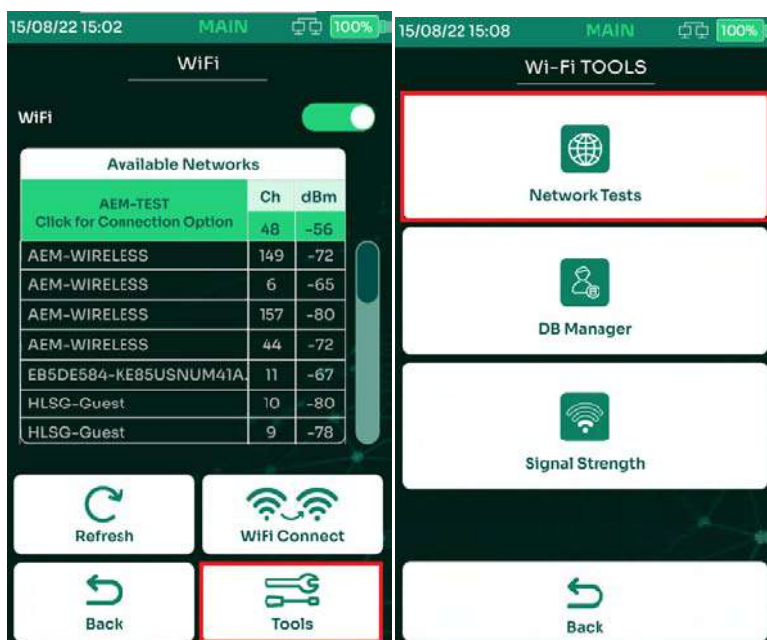 15/08/22 15:02 MAIN 100%
WiFi
WiFi
Available Networks
AEM-TEST
Click for Connection Option
Ch dBm
48 -56
AEM-WIRELESS 149 -72
AEM-WIRELESS 6 -65
AEM-WIRELESS 157 -80
AEM-WIRELESS 44 -72
EB5DE584-KE85USNUM41A. 11 -67
HLSG-Guest 10 -80
HLSG-Guest 9 -78
Refresh WiFi Connect
Back Tools
15/08/22 15:08 MAIN 100%
Wi-Fi TOOLS
Network Tests
DB Manager
Signal Strength
Back